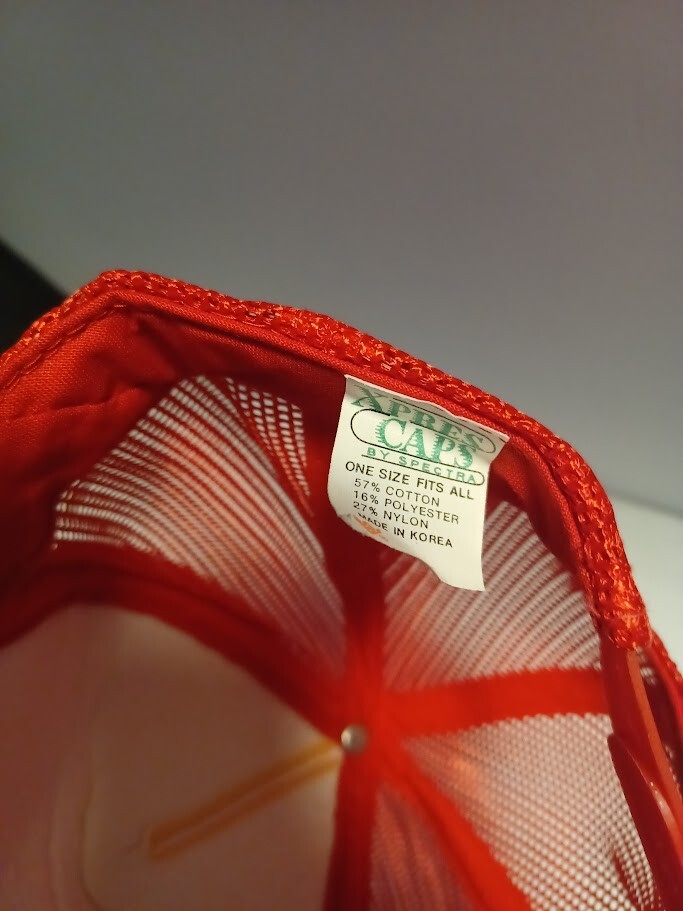 XPRES
CAPS
BY SPECTRA
ONE SIZE FITS ALL
57% COTTON
16% POLYESTER
27% NYLON
MADE IN KOREA